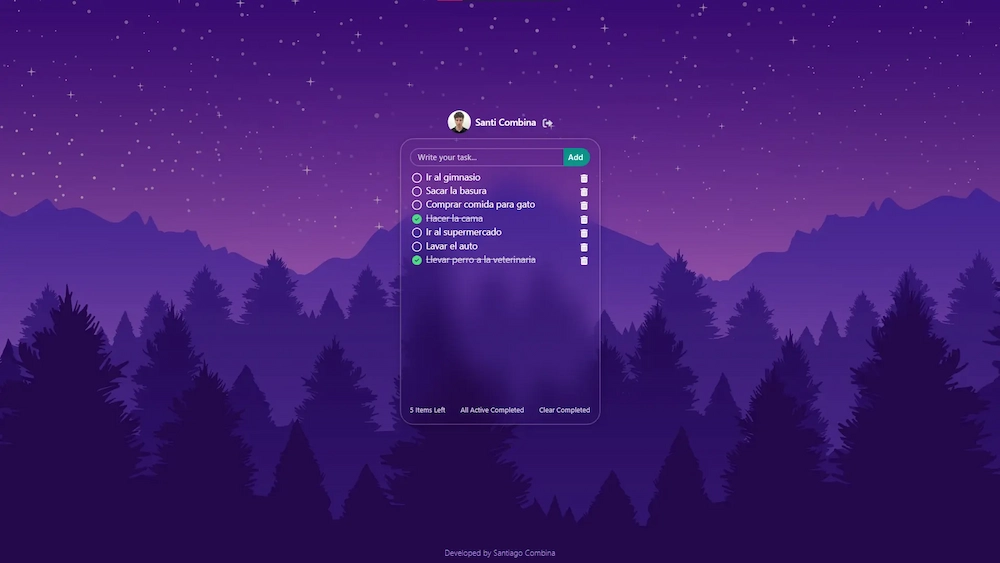 Santi Combina
Write your task... Add
Ir al gimnasio
Sacar la basura
Comprar comida para gato
Hacer la cama
Ir al supermercado
Lavar el auto
Llevar perro a la veterinaria
5 Items Left All Active Completed Clear Completed
Developed by Santiago Combina